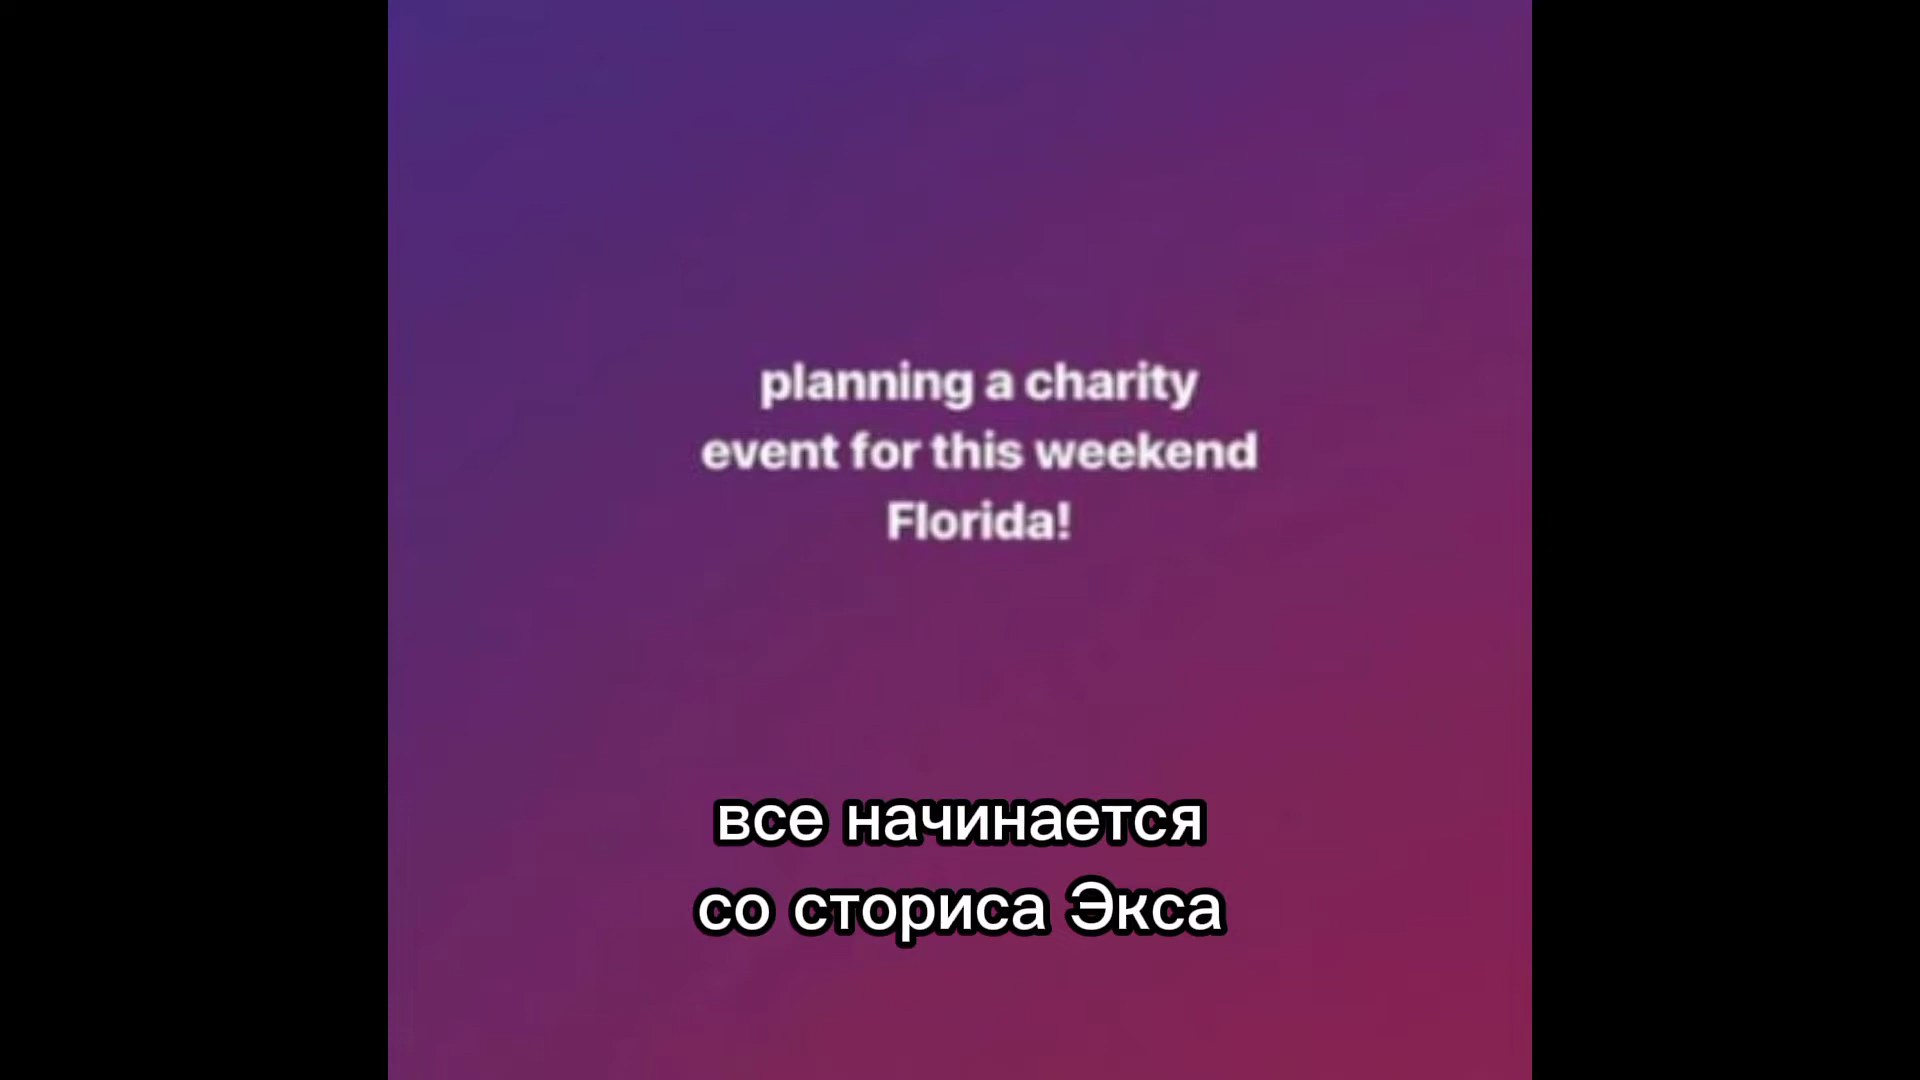 planning a charity
event for this weekend
Florida!
все начинается
со сториса Экса